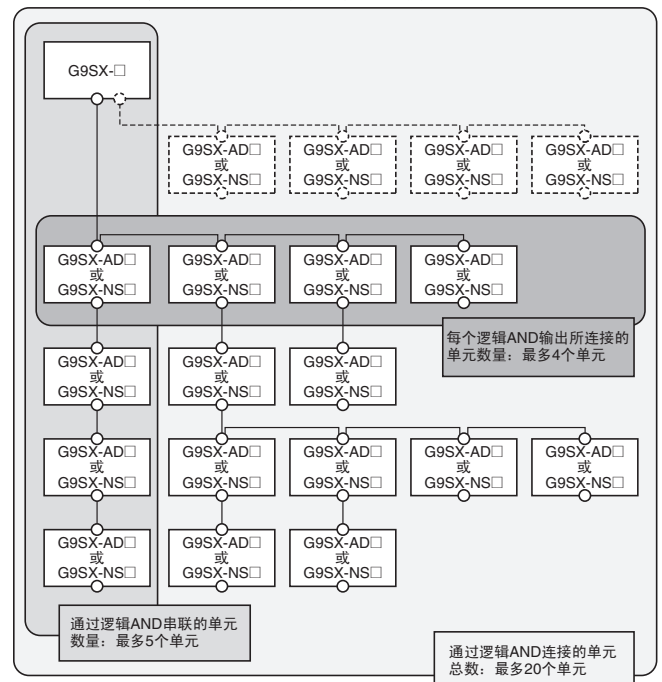 G9SX-□
G9SX-AD□
或
G9SX-NS□
G9SX-AD□
或
G9SX-NS□
G9SX-AD□
或
G9SX-NS□
G9SX-AD□
或
G9SX-NS□
G9SX-AD□
或
G9SX-NS□
G9SX-AD□
或
G9SX-NS□
G9SX-AD□
或
G9SX-NS□
G9SX-AD□
或
G9SX-NS□
每个逻辑AND输出所连接的
单元数量：最多4个单元
G9SX-AD□
或
G9SX-NS□
G9SX-AD□
或
G9SX-NS□
G9SX-AD□
或
G9SX-NS□
G9SX-AD□
或
G9SX-NS□
G9SX-AD□
或
G9SX-NS□
G9SX-AD□
或
G9SX-NS□
G9SX-AD□
或
G9SX-NS□
G9SX-AD□
或
G9SX-NS□
G9SX-AD□
或
G9SX-NS□
G9SX-AD□
或
G9SX-NS□
G9SX-AD□
或
G9SX-NS□
通过逻辑AND串联的单元
数量：最多5个单元
通过逻辑AND连接的单元
总数：最多20个单元